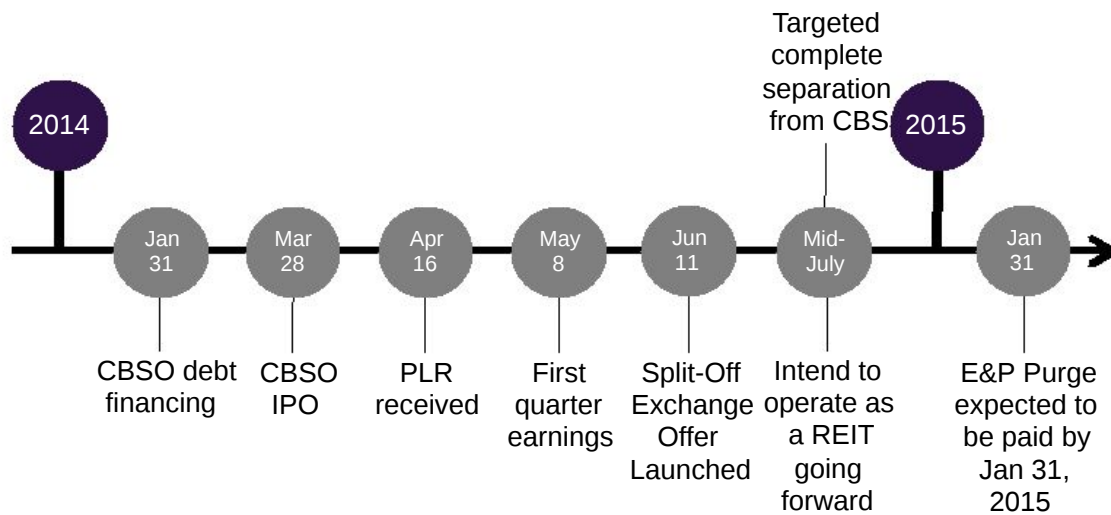 Targeted
complete
separation
from CBS
2014
2015
Jan
31
Mar
28
Apr
16
May
8
Jun
11
Mid-
July
Jan
31
CBSO debt
financing
CBSO
IPO
PLR
received
First
quarter
earnings
Split-Off
Exchange
Offer
Launched
Intend to
operate as
a REIT
going
forward
E&P Purge
expected to
be paid by
Jan 31,
2015